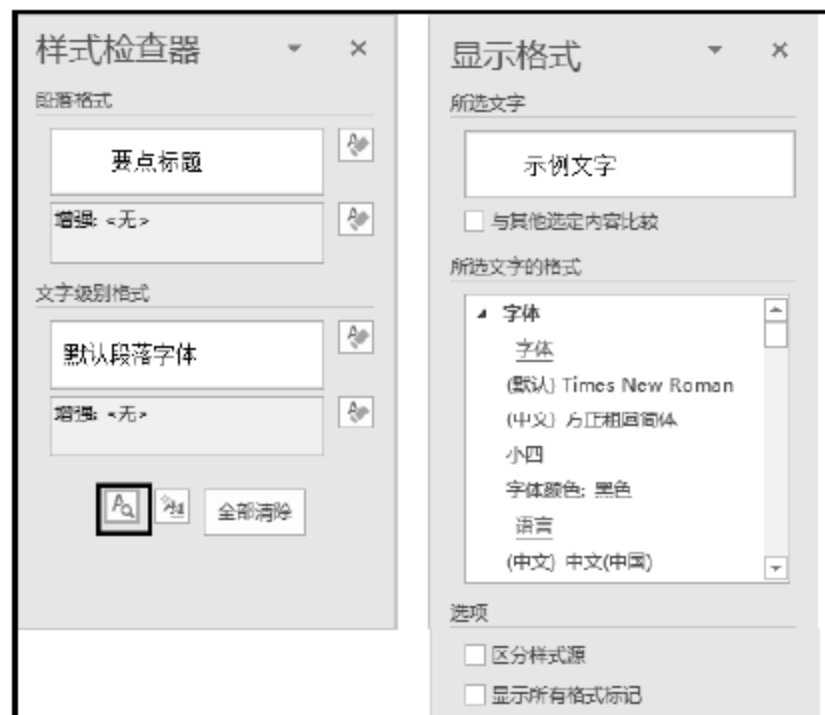 样式检查器
段落格式
要点标题
增强: <无>
文字级别格式
默认段落字体
增强: <无>
全部清除
显示格式
所选文字
示例文字
与其他选定内容比较
所选文字的格式
字体
字体
(默认) Times New Roman
(中文) 方正粗圆简体
小四
字体颜色: 黑色
语言
(中文) 中文(中国)
选项
区分样式源
显示所有格式标记